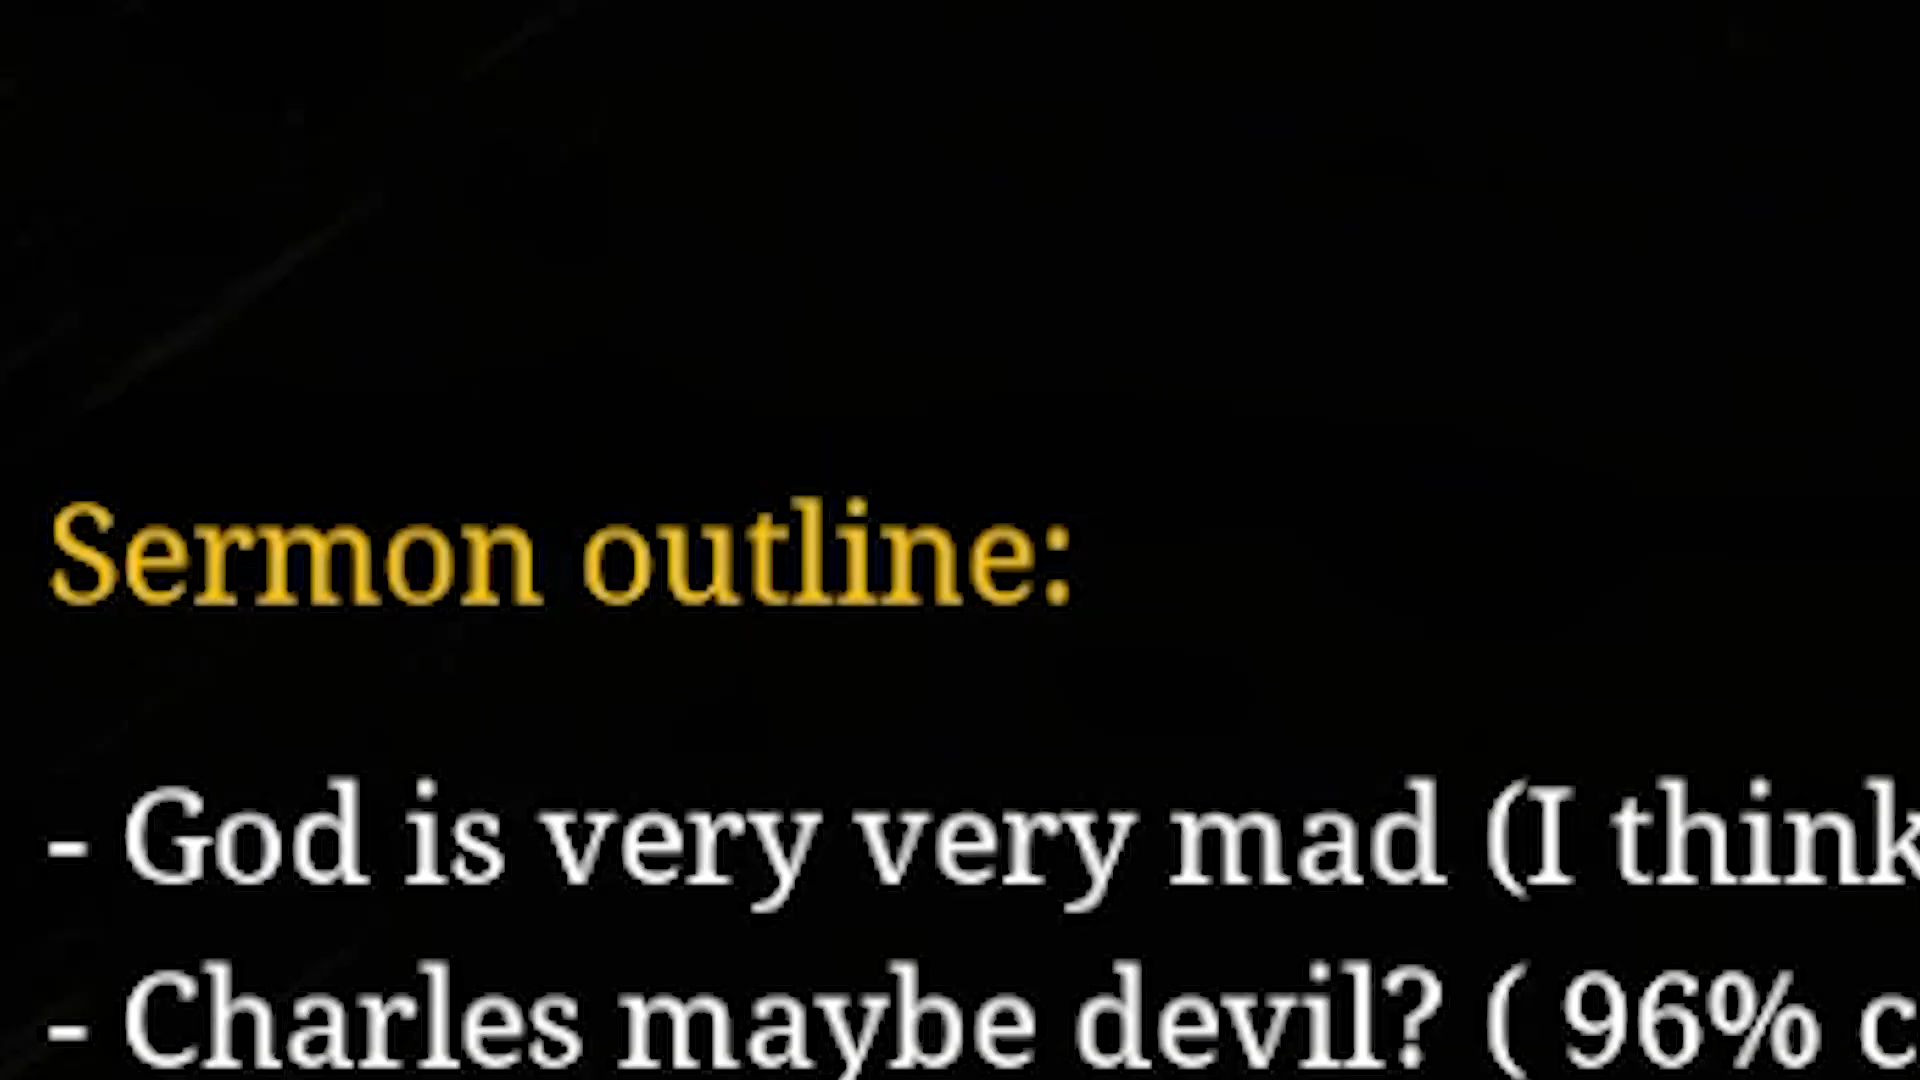 Sermon outline:
- God is very very mad (I think
- Charles maybe devil? ( 96% c